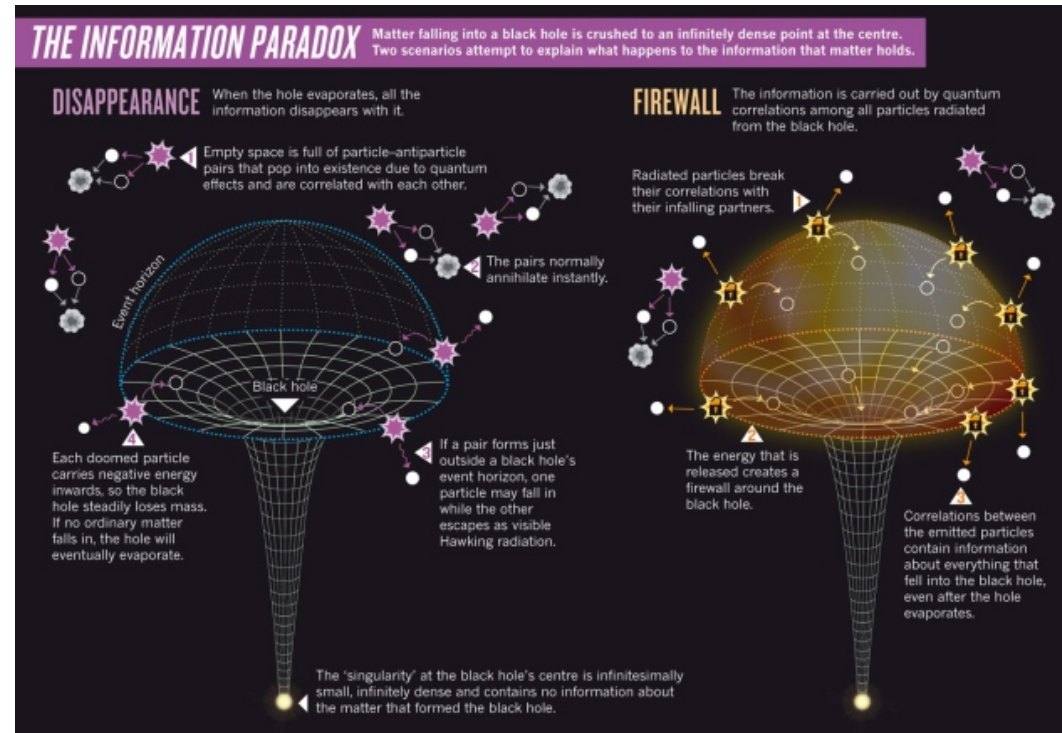 THE INFORMATION PARADOX
Matter falling into a black hole is crushed to an infinitely dense point at the centre.
Two scenarios attempt to explain what happens to the information that matter holds.
DISAPPEARANCE
When the hole evaporates, all the
information disappears with it.
1
Empty space is full of particle–antiparticle
pairs that pop into existence due to quantum
effects and are correlated with each other.
2
The pairs normally
annihilate instantly.
Event horizon
Black hole
3
If a pair forms just
outside a black hole's
event horizon, one
particle may fall in
while the other
escapes as visible
Hawking radiation.
4
Each doomed particle
carries negative energy
inwards, so the black
hole steadily loses mass.
If no ordinary matter
falls in, the hole will
eventually evaporate.
The ‘singularity’ at the black hole's centre is infinitesimally
small, infinitely dense and contains no information about
the matter that formed the black hole.
FIREWALL
The information is carried out by quantum
correlations among all particles radiated
from the black hole.
Radiated particles break
their correlations with
their infalling partners.
1
2
The energy that is
released creates a
firewall around the
black hole.
3
Correlations between
the emitted particles
contain information
about everything that
fell into the black hole,
even after the hole
evaporates.